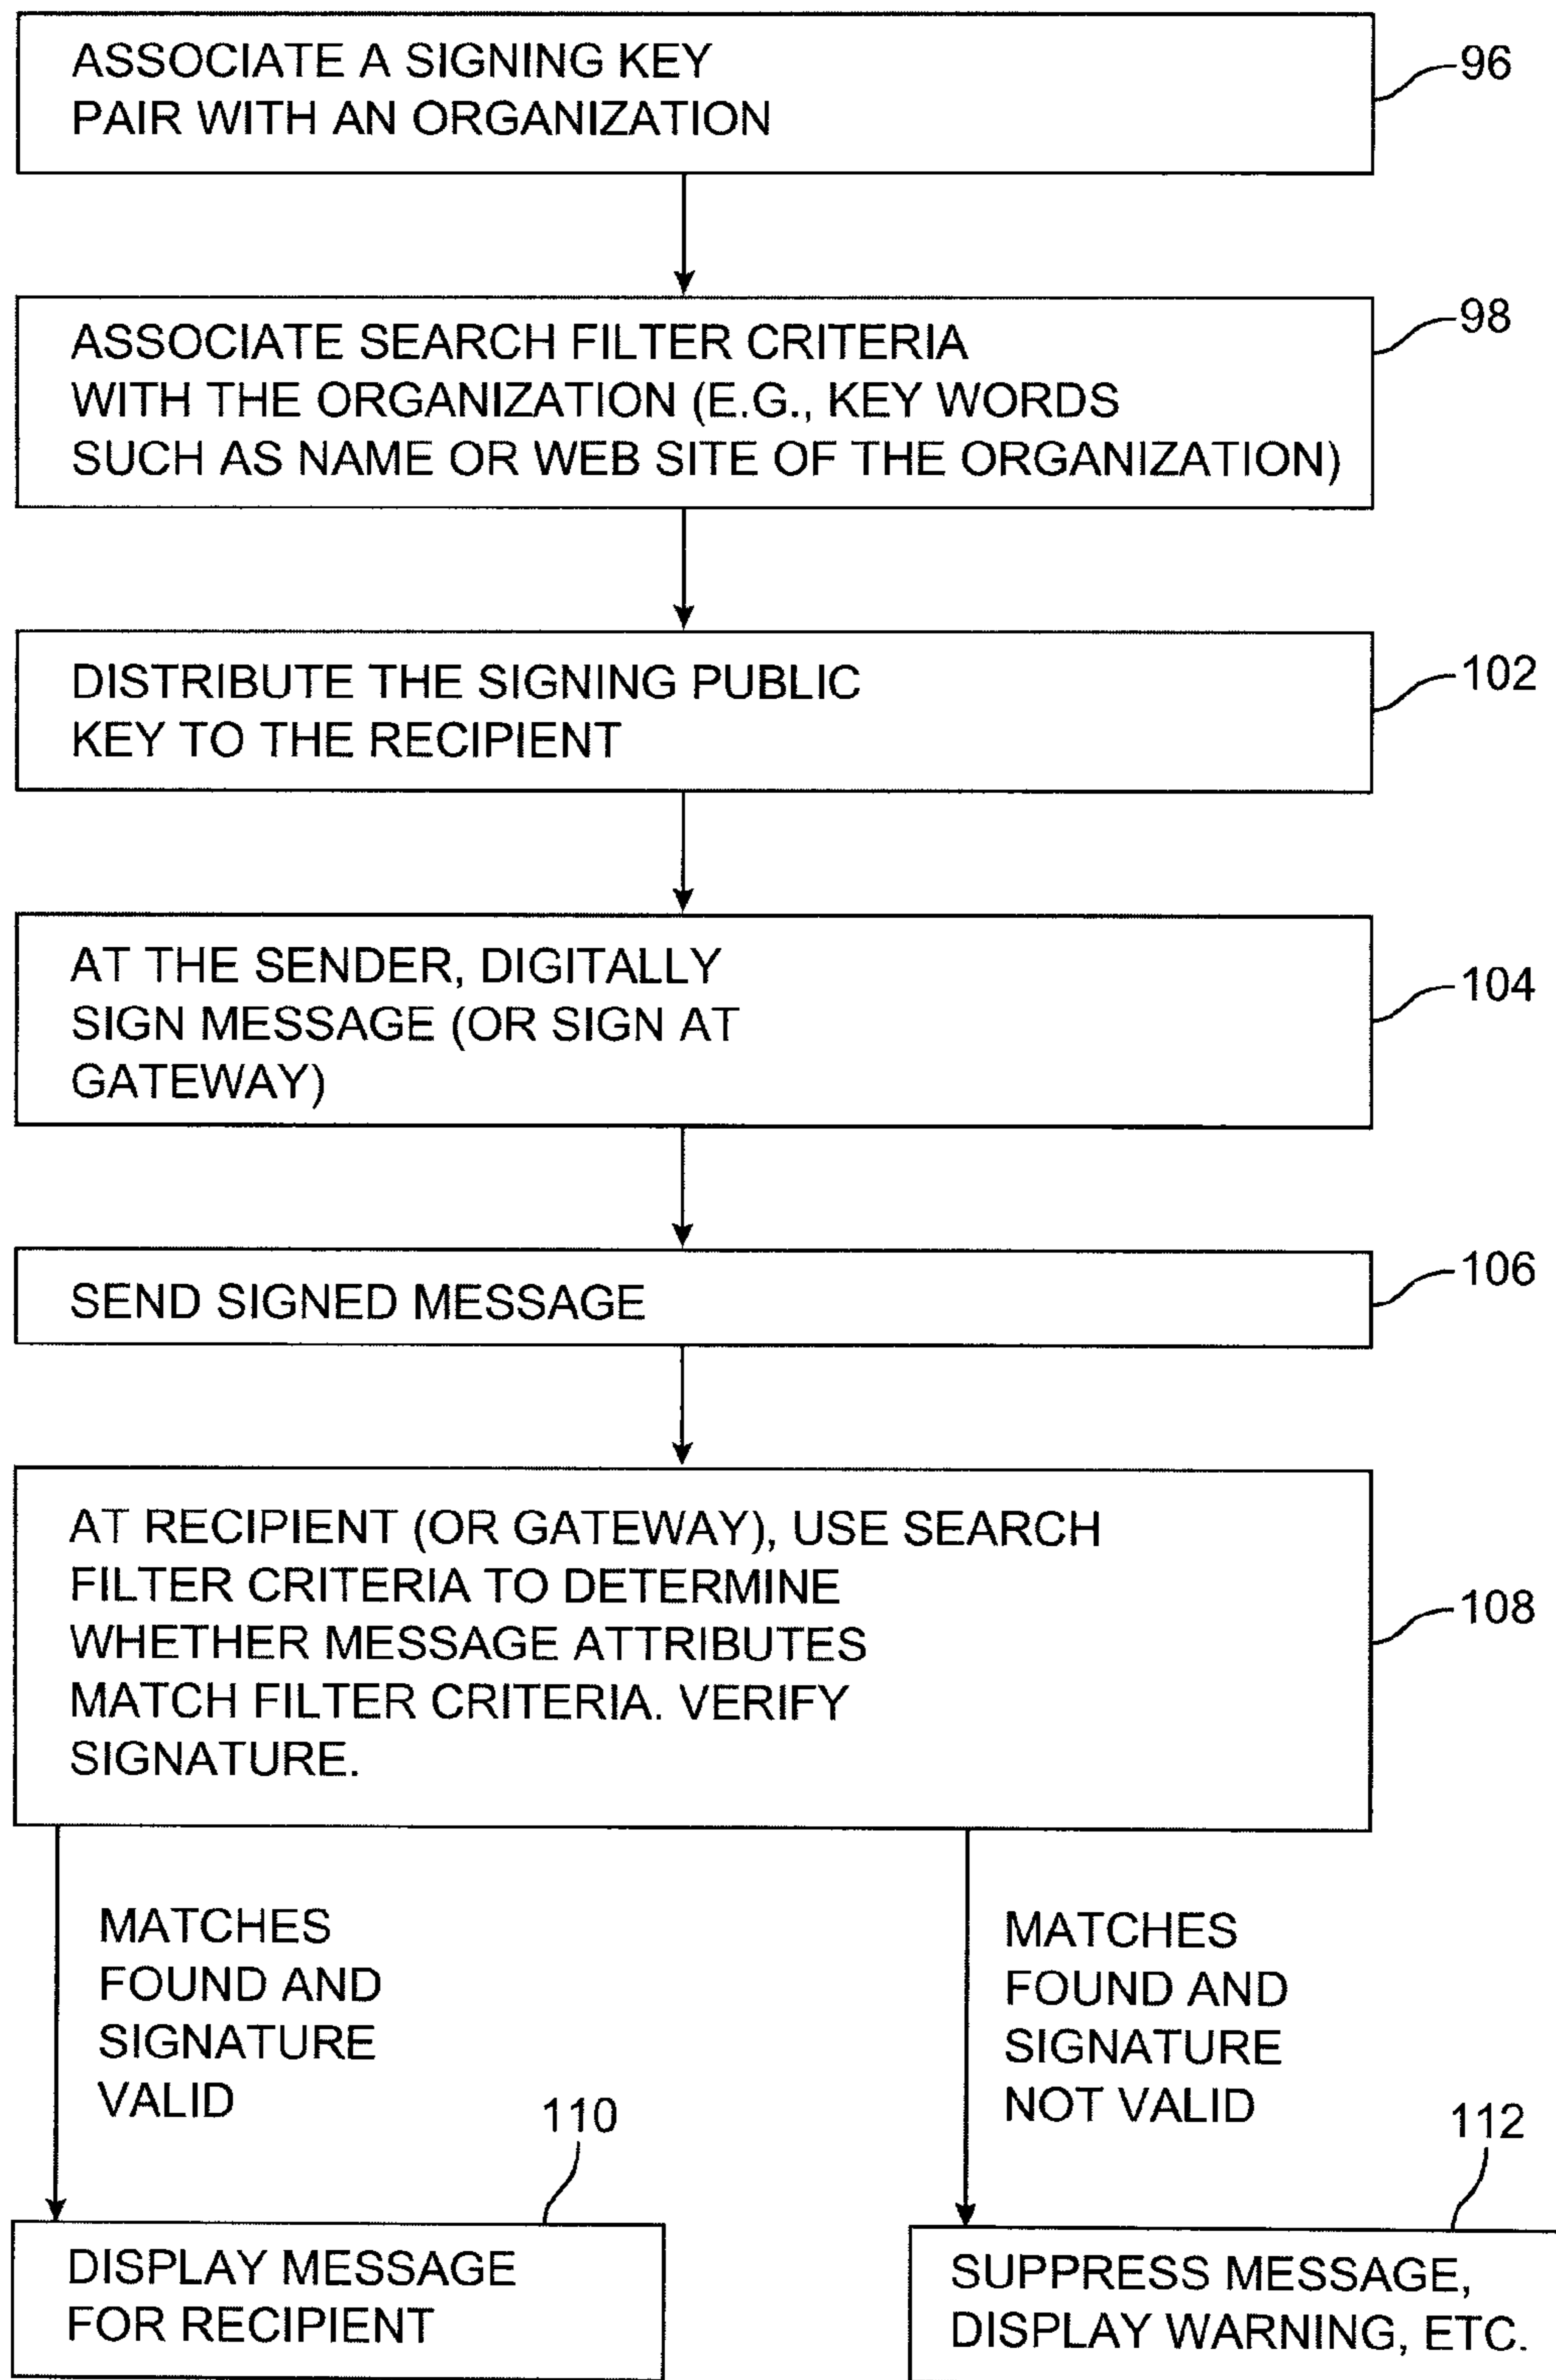 ASSOCIATE A SIGNING KEY
PAIR WITH AN ORGANIZATION
96
ASSOCIATE SEARCH FILTER CRITERIA
WITH THE ORGANIZATION (E.G., KEY WORDS
SUCH AS NAME OR WEB SITE OF THE ORGANIZATION)
98
DISTRIBUTE THE SIGNING PUBLIC
KEY TO THE RECIPIENT
102
AT THE SENDER, DIGITALLY
SIGN MESSAGE (OR SIGN AT
GATEWAY)
104
SEND SIGNED MESSAGE
106
AT RECIPIENT (OR GATEWAY), USE SEARCH
FILTER CRITERIA TO DETERMINE
WHETHER MESSAGE ATTRIBUTES
MATCH FILTER CRITERIA. VERIFY
SIGNATURE.
108
MATCHES
FOUND AND
SIGNATURE
VALID
110
DISPLAY MESSAGE
FOR RECIPIENT
MATCHES
FOUND AND
SIGNATURE
NOT VALID
112
SUPPRESS MESSAGE,
DISPLAY WARNING, ETC.